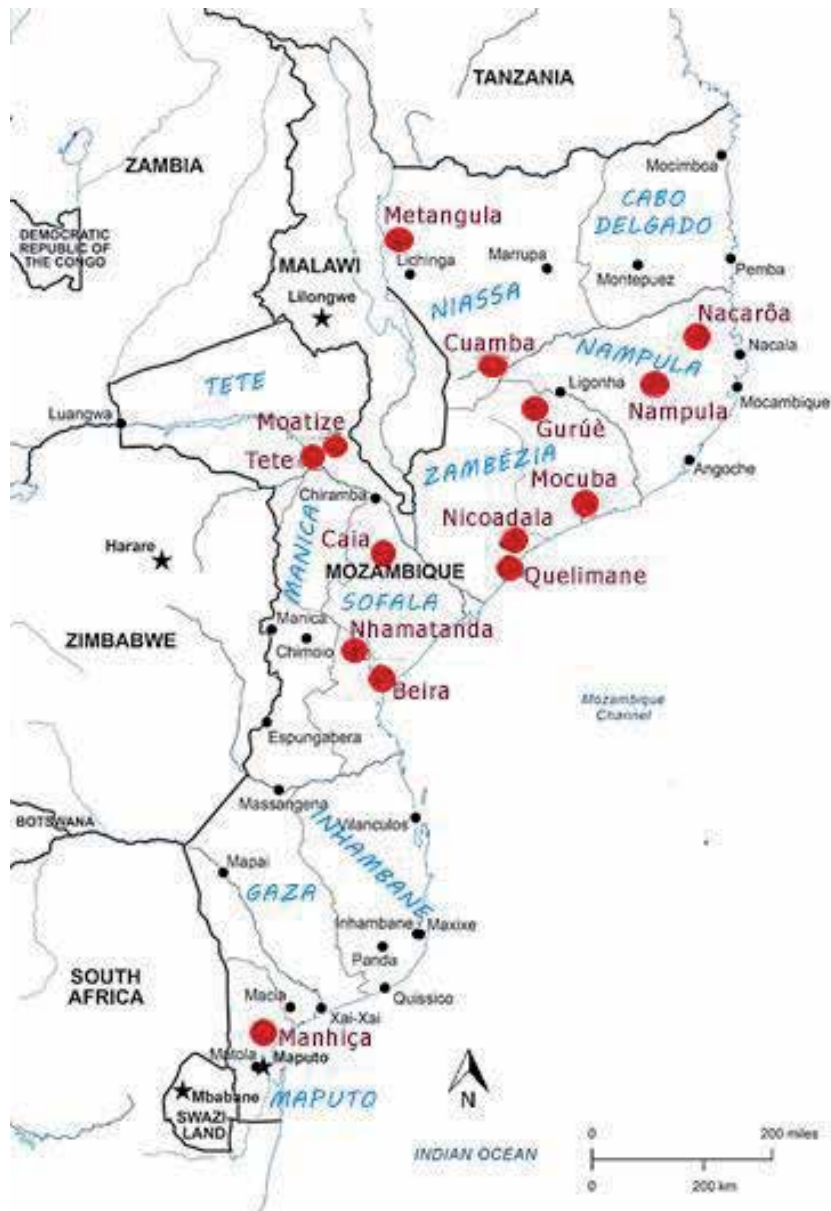 TANZANIA
ZAMBIA
Mocimboa
CABO
DELGADO
Metangula
DEMOCRATIC
REPUBLIC OF
THE CONGO
MALAWI
Lichinga
Marrupa
Montepuez
Pemba
Lilongwe
NIASSA
Nacarôa
Cuamba
NAMPULA
Nacala
TETE
Ligonha
Mocambique
Luangwa
Moatize
Gurúè
Nampula
Tete
ZAMBÉZIA
Angoche
Chiramba
Mocuba
MANICA
Nicoadala
Harare
Caia
MOZAMBIQUE
Quelimane
SOFALA
Manica
Nhamatanda
ZIMBABWE
Chimoio
Beira
Mozambique
Channel
Espungabera
Massangena
BOTSWANA
INHAMBANE
Vilanculos
Mapai
GAZA
Inhambane
Maxixe
Panda
SOUTH
AFRICA
Quissico
Macia
Xai-Xai
Manhiça
Matola
Maputo
Mbabane
MAPUTO
SWAZI-
LAND
N
INDIAN OCEAN
0 200 miles
0 200 km